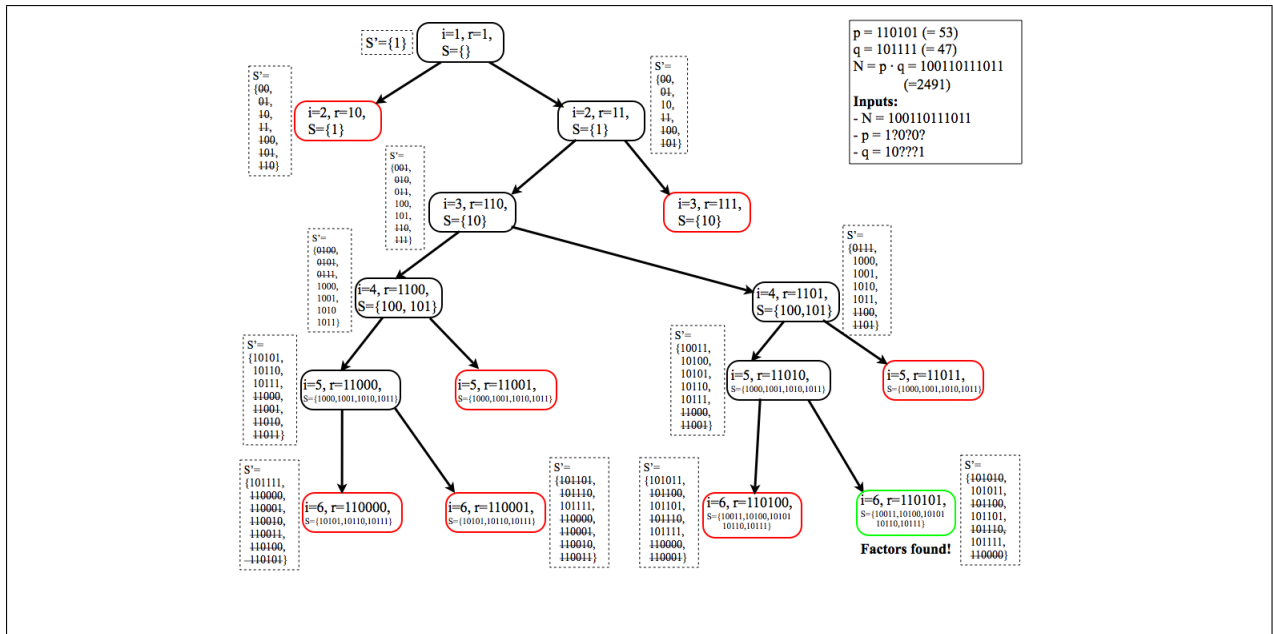 S'={1}
i=1, r=1,
S={}
p = 110101 (= 53)
q = 101111 (= 47)
N = p · q = 100110111011
(=2491)
Inputs:
- N = 100110111011
- p = 1?0?0?
- q = 10???1
S'=
{00,
01,
10,
11,
100,
101,
110}
i=2, r=10,
S={1}
i=2, r=11,
S={1}
S'=
{00,
01,
10,
11,
100,
101}
S'=
{001,
010,
011,
100,
101,
110,
111}
i=3, r=110,
S={10}
i=3, r=111,
S={10}
S'=
{0100,
0101,
0111,
1000,
1001,
1010
1011}
i=4, r=1100,
S={100, 101}
i=4, r=1101,
S={100,101}
S'=
{0111,
1000,
1001,
1010,
1011,
1100,
1101}
S'=
{10101,
10110,
10111,
11000,
11001,
11010,
11011}
i=5, r=11000,
S={1000,1001,1010,1011}
i=5, r=11001,
S={1000,1001,1010,1011}
S'=
{10011,
10100,
10101,
10110,
10111,
11000,
11001}
i=5, r=11010,
S={1000,1001,1010,1011}
i=5, r=11011,
S={1000,1001,1010,1011}
S'=
{101111,
110000,
110001,
110010,
110011,
110100,
110101}
i=6, r=110000,
S={10101,10110,10111}
i=6, r=110001,
S={10101,10110,10111}
S'=
{101101,
101110,
101111,
110000,
110001,
110010,
110011}
S'=
{101011,
101100,
101101,
101110,
101111,
110000,
110001}
i=6, r=110100,
S={10011,10100,10101
10110,10111}
i=6, r=110101,
S={10011,10100,10101
10110,10111}
Factors found!
S'=
{101010,
101011,
101100,
101101,
101110,
101111,
110000}